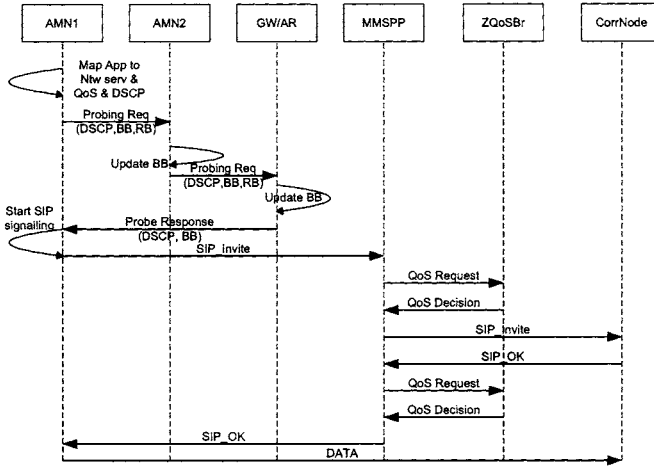 AMN1
AMN2
GW/AR
MMSPP
ZQoSBr
CorrNode
Map App to
Ntw serv &
QoS & DSCP
Probing Req
(DSCP,BB,RB)
Update BB
Probing Req
(DSCP,BB,RB)
Update BB
Start SIP
signailing
Probe Response
(DSCP, BB)
SIP_invite
QoS Request
QoS Decision
SIP_Invite
SIP_OK
QoS Request
QoS Decision
SIP_OK
DATA